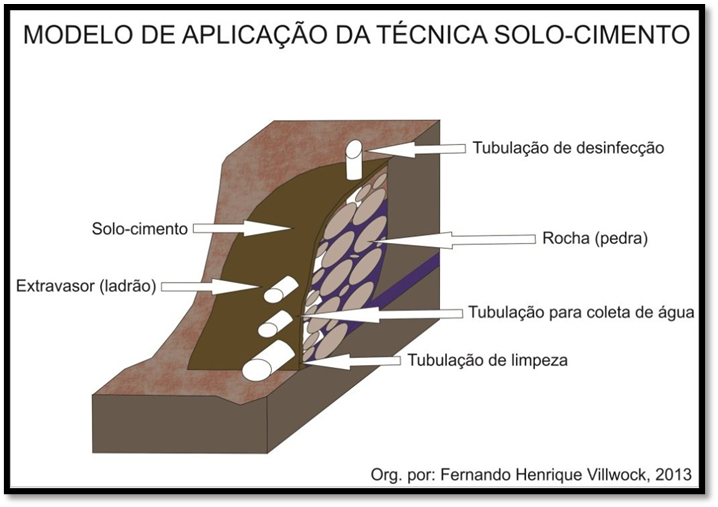 MODELO DE APLICAÇÃO DA TÉCNICA SOLO-CIMENTO
Tubulação de desinfecção
Solo-cimento
Rocha (pedra)
Extravasor (ladrão)
Tubulação para coleta de água
Tubulação de limpeza
Org. por: Fernando Henrique Villwock, 2013